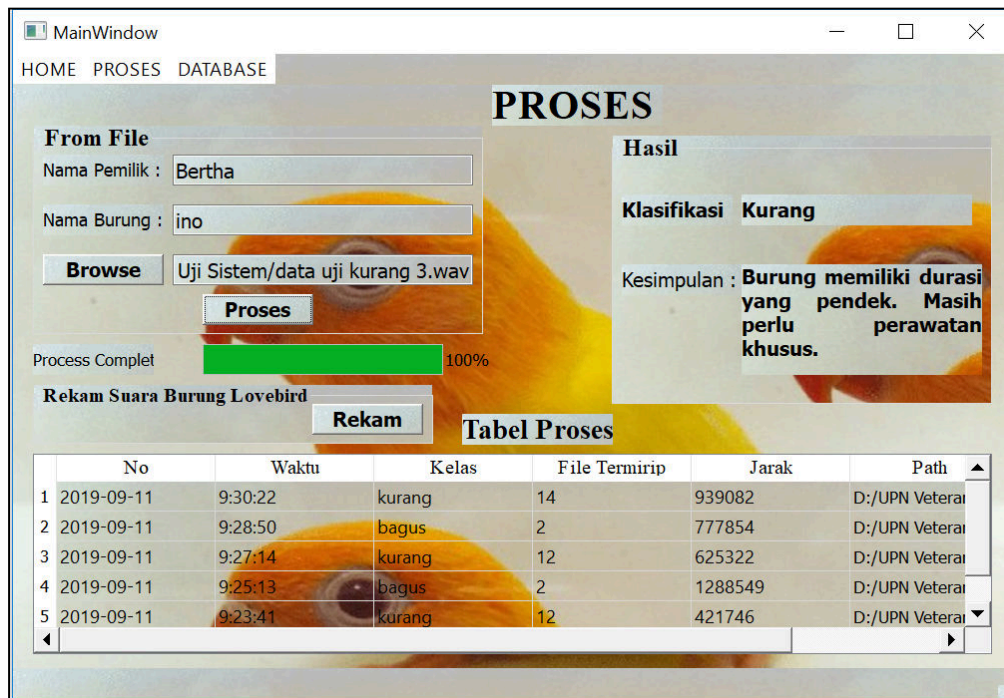 MainWindow
HOME PROSES DATABASE
PROSES
From File
Nama Pemilik : Bertha
Nama Burung : ino
Browse Uji Sistem/data uji kurang 3.wav
Proses
Process Complet 100%
Hasil
Klasifikasi Kurang
Kesimpulan : Burung memiliki durasi
yang pendek. Masih
perlu perawatan
khusus.
Rekam Suara Burung Lovebird
Rekam
Tabel Proses
No Waktu Kelas File Termirip Jarak Path
1 2019-09-11 9:30:22 kurang 14 939082 D:/UPN Vetera
2 2019-09-11 9:28:50 bagus 2 777854 D:/UPN Vetera
3 2019-09-11 9:27:14 kurang 12 625322 D:/UPN Vetera
4 2019-09-11 9:25:13 bagus 2 1288549 D:/UPN Vetera
5 2019-09-11 9:23:41 kurang 12 421746 D:/UPN Vetera